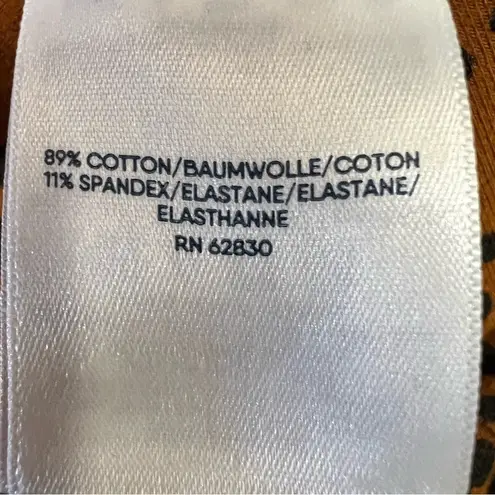 89% COTTON/BAUMWOLLE/COTON
11% SPANDEX/ELASTANE/ELASTANE/
ELASTHANNE
RN 62830